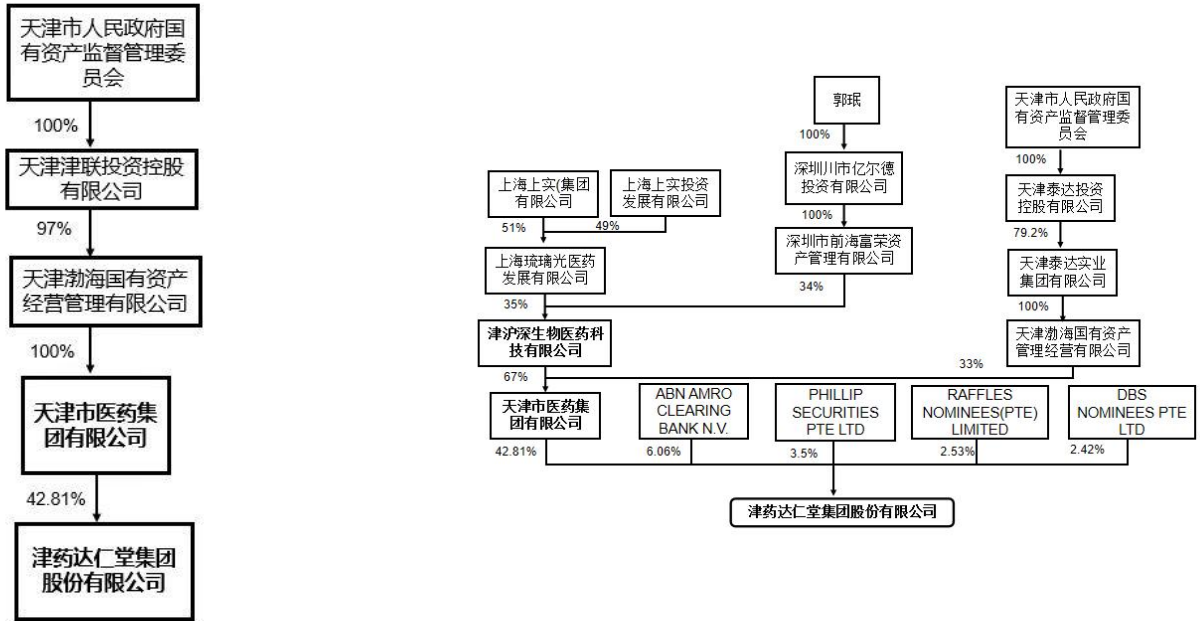 天津市人民政府国
有资产监督管理委
员会
100%
天津津联投资控股
有限公司
97%
天津渤海国有资产
经营管理有限公司
100%
天津市医药集
团有限公司
42.81%
津药达仁堂集团
股份有限公司
郭珉
100%
深圳川市亿尔德
投资有限公司
100%
深圳市前海富荣资
产管理有限公司
34%
天津市人民政府国
有资产监督管理委
员会
100%
天津泰达投资
控股有限公司
79.2%
天津泰达实业
集团有限公司
100%
天津渤海国有资产
管理经营有限公司
33%
上海上实(集团
有限公司
51%
上海上实投资
发展有限公司
49%
上海琉璃光医药
发展有限公司
35%
津沪深生物医药科
技有限公司
67%
天津市医药集
团有限公司
42.81%
ABN AMRO
CLEARING
BANK N.V.
6.06%
PHILLIP
SECURITIES
PTE LTD
3.5%
RAFFLES
NOMINEES(PTE)
LIMITED
2.53%
DBS
NOMINEES PTE
LTD
2.42%
津药达仁堂集团股份有限公司